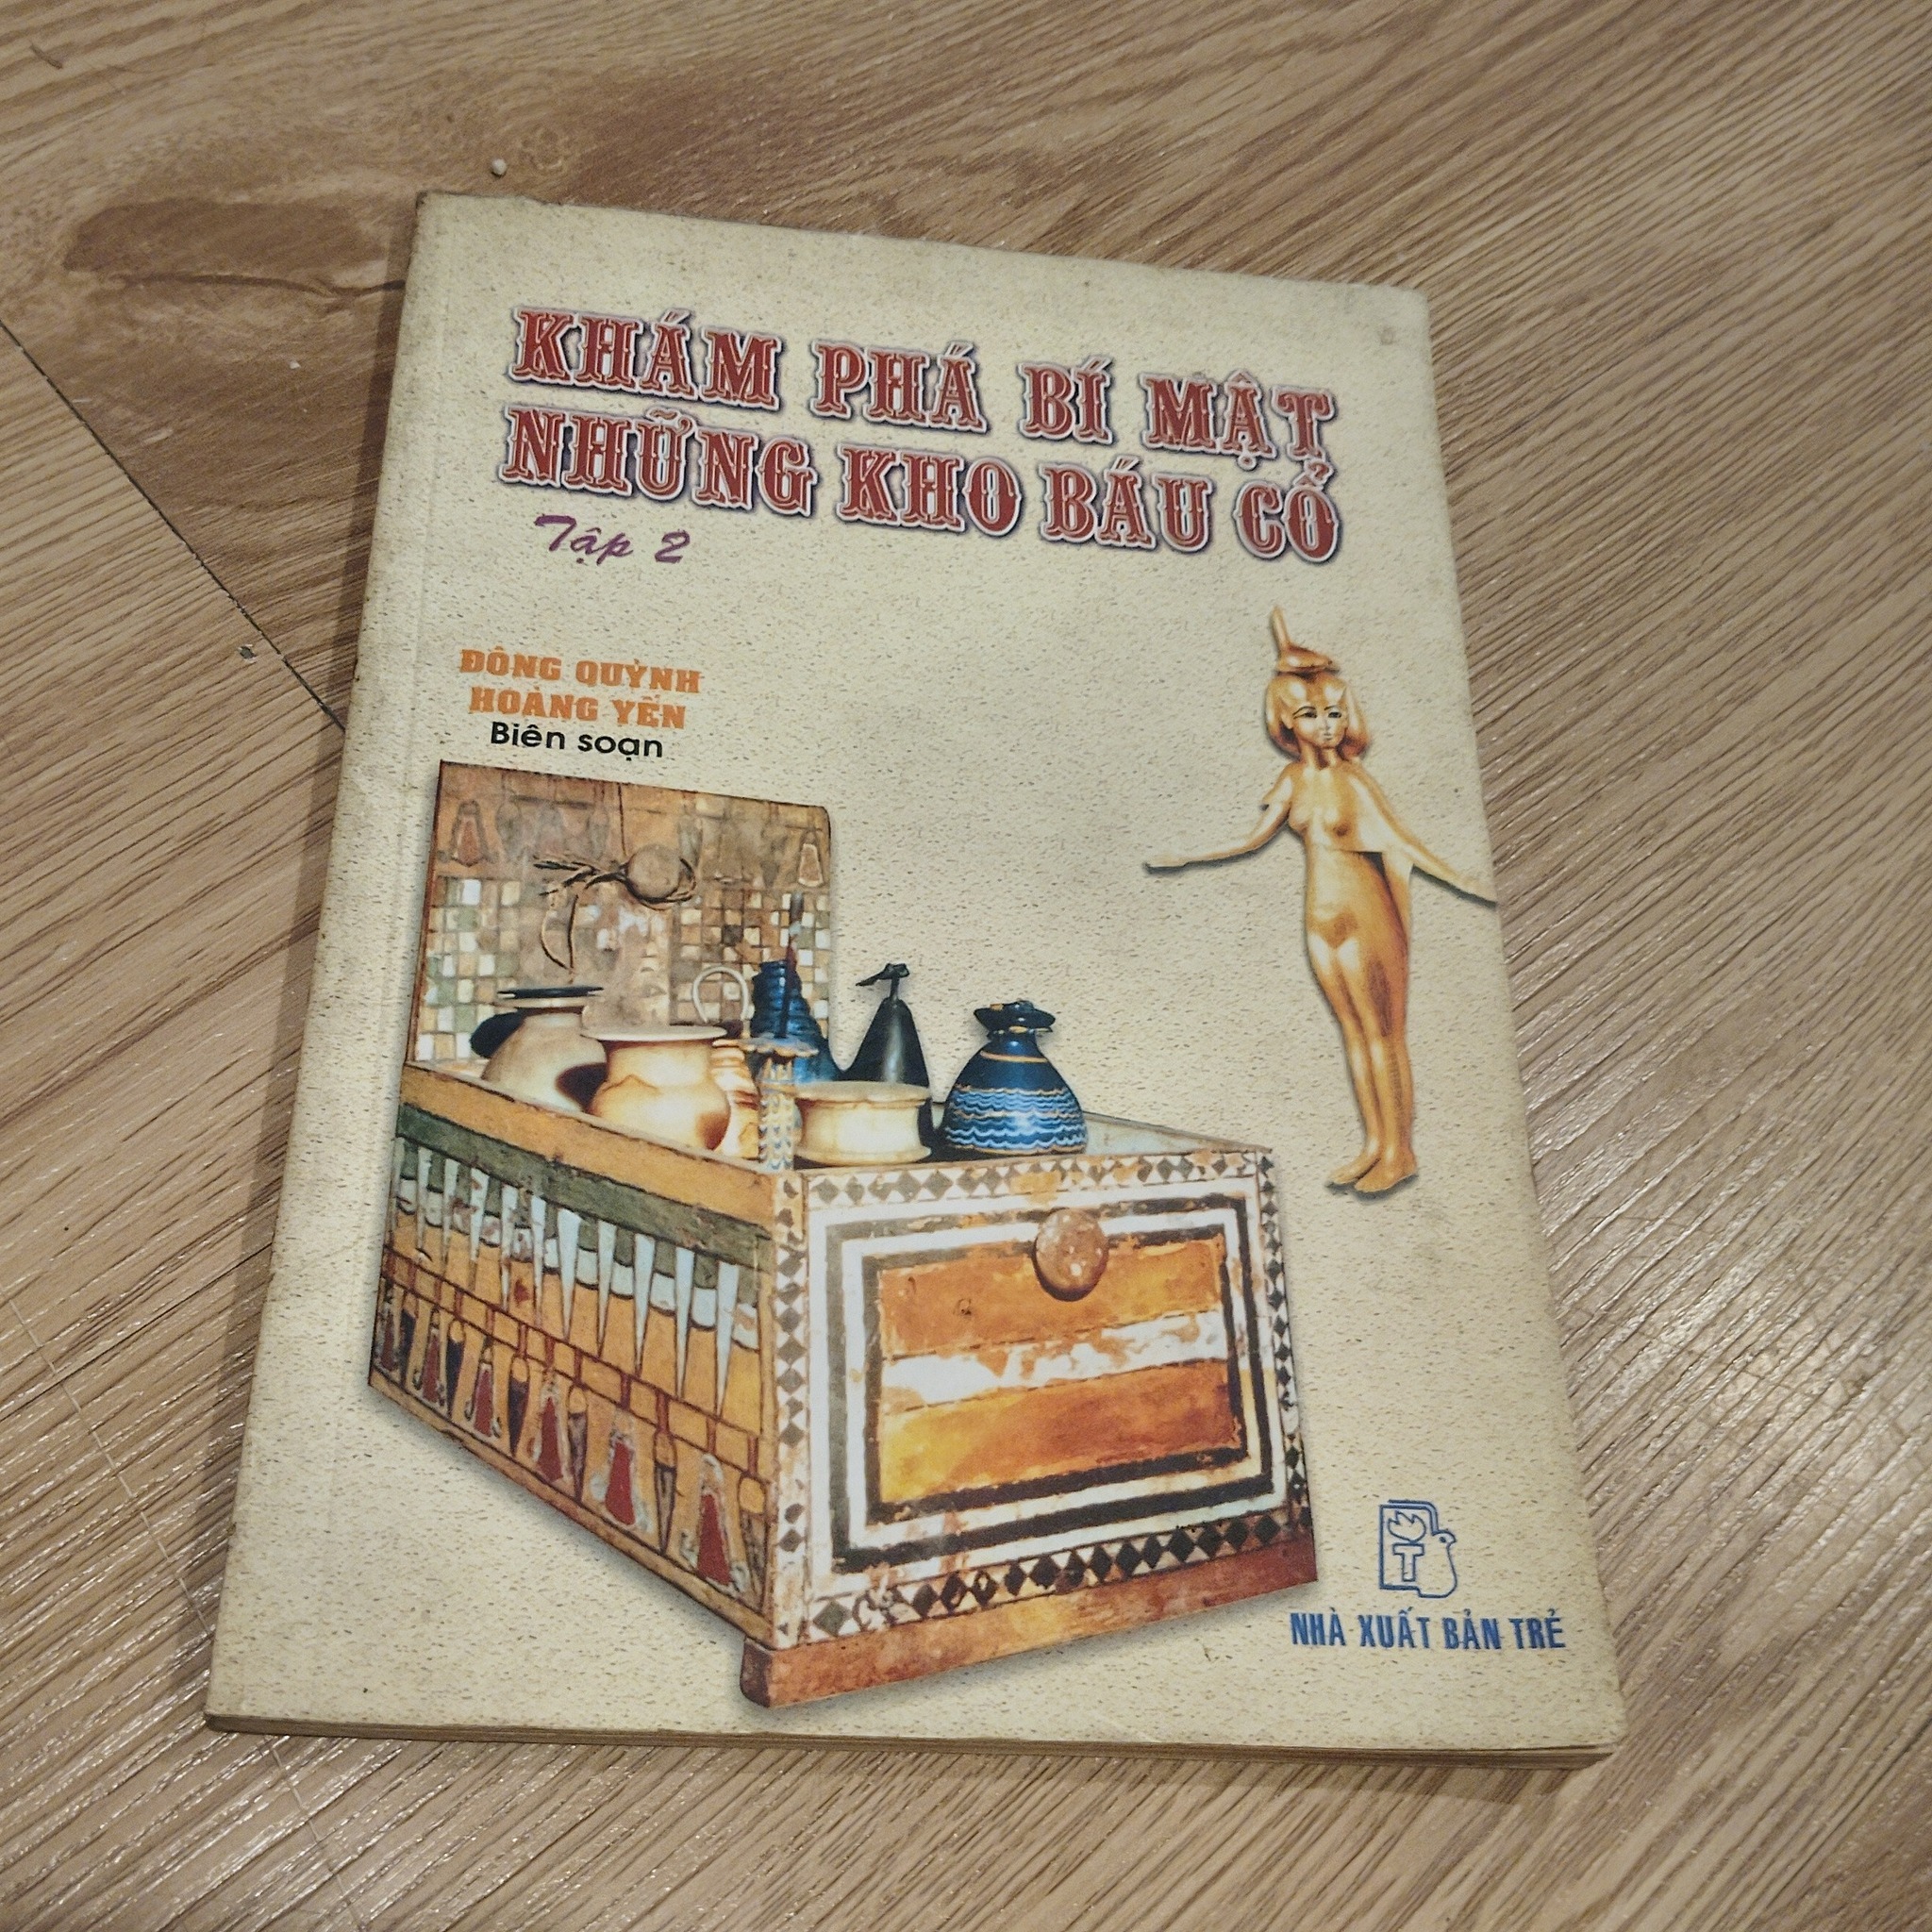 KHÁM PHÁ BÍ MẬT
NHỮNG KHO BÁU CỔ
Tập 2
ĐÔNG QUỲNH
HOÀNG YẾN
Biên soạn
T
NHÀ XUẤT BẢN TRẺ